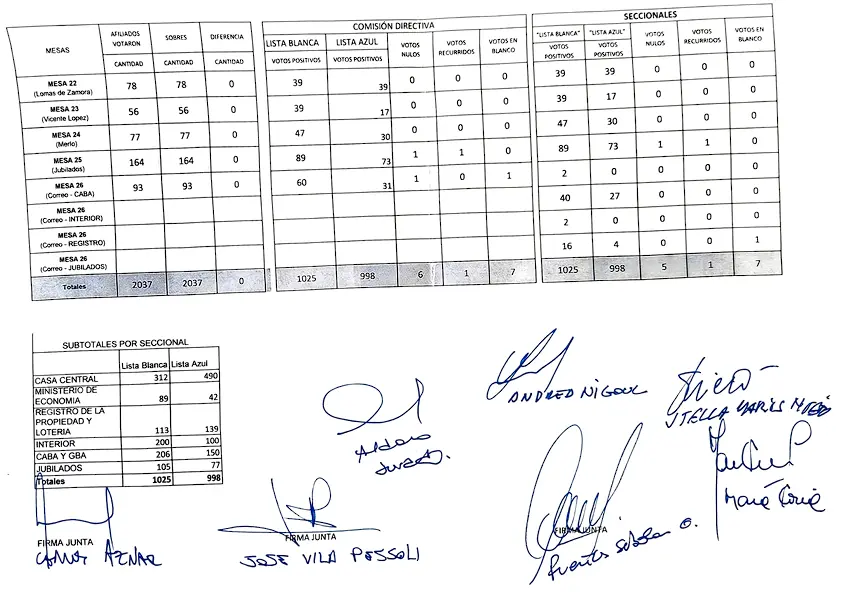 COMISIÓN DIRECTIVA SECCIONALES
MESAS AFILIADOS VOTARON SOBRES DIFERENCIA LISTA BLANCA LISTA AZUL VOTOS NULOS VOTOS RECURRIDOS VOTOS EN BLANCO "LISTA BLANCA" "LISTA AZUL" VOTOS NULOS VOTOS RECURRIDOS VOTOS EN BLANCO
CANTIDAD CANTIDAD CANTIDAD VOTOS POSITIVOS VOTOS POSITIVOS VOTOS POSITIVOS VOTOS POSITIVOS
MESA 22 (Lomas de Zamora) 78 78 0 39 39 0 0 0 39 39 0 0 0
MESA 23 (Vicente Lopez) 56 56 0 39 17 0 0 0 39 17 0 0 0
MESA 24 (Merlo) 77 77 0 47 30 0 0 0 47 30 0 0 0
MESA 25 (Jubilados) 164 164 0 89 73 1 1 0 89 73 1 1 0
MESA 26 (Correo - CABA) 93 93 0 60 31 1 0 1 2 0 0 0 0
MESA 26 (Correo - INTERIOR) 40 27 0 0 0
MESA 26 (Correo - REGISTRO) 2 0 0 0 0
MESA 26 (Correo - JUBILADOS) 16 4 0 0 1
Totales 2037 2037 0 1025 998 6 1 7 1025 998 5 1 7
SUBTOTALES POR SECCIONAL
Lista Blanca Lista Azul
CASA CENTRAL 312 490
MINISTERIO DE
ECONOMIA 89 42
REGISTRO DE LA
PROPIEDAD Y
LOTERIA 113 139
INTERIOR 200 100
CABA Y GBA 206 150
JUBILADOS 105 77
Totales 1025 998
STELLA MARIS
FIRMA JUNTA
AZNAR
FIRMA JUNTA
JOSE VILA
FIRMA JUNTA